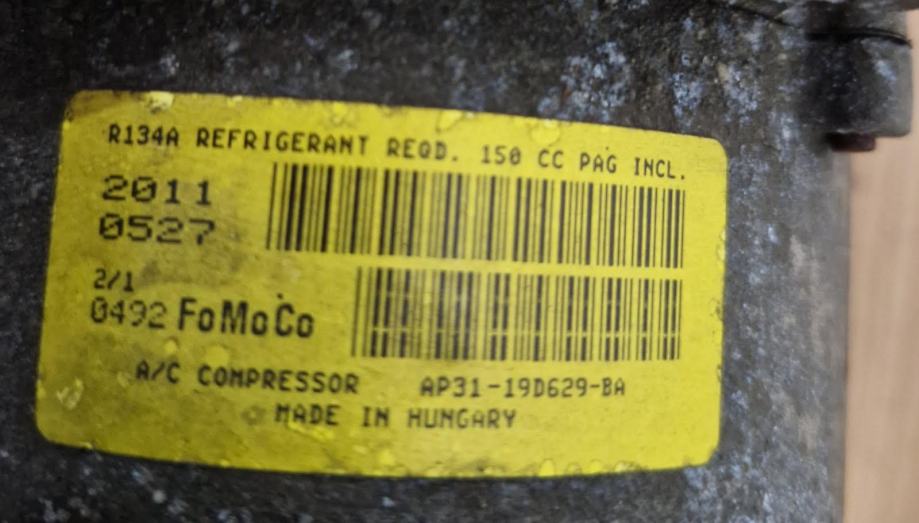 R134A REFRIGERANT REQD. 150 CC PAG INCL.
2011
0527
2/1
0492 FoMoCo
A/C COMPRESSOR AP31-19D629-BA
MADE IN HUNGARY